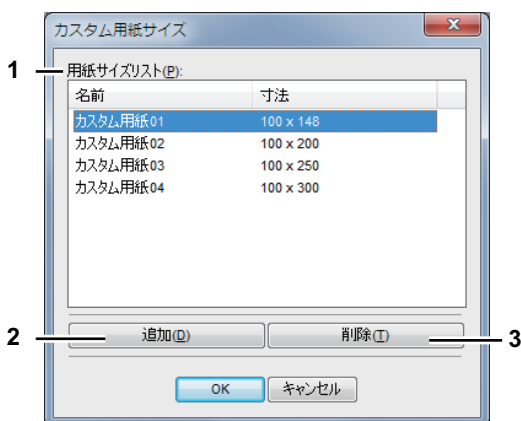 カスタム用紙サイズ
1
用紙サイズリスト(P):
名前 寸法
カスタム用紙01 100 x 148
カスタム用紙02 100 x 200
カスタム用紙03 100 x 250
カスタム用紙04 100 x 300
2 追加(D) 削除(T) 3
OK キャンセル